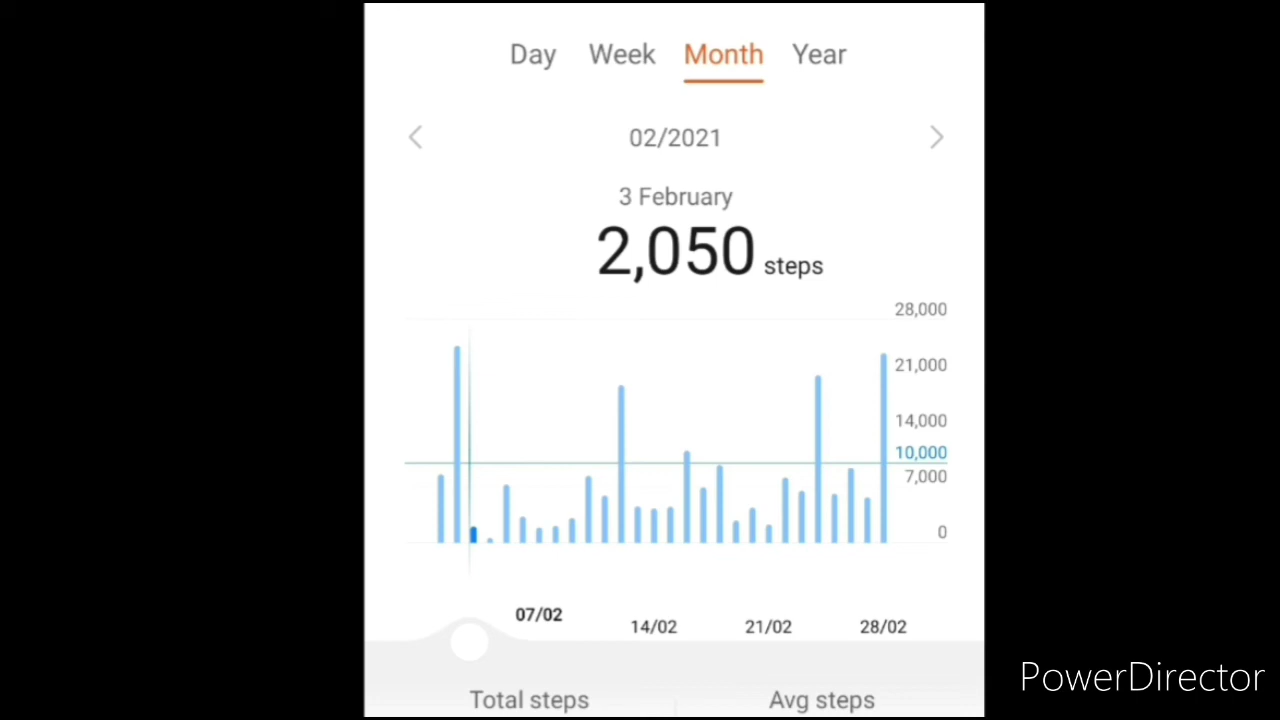 Day Week Month Year
02/2021
3 February
2,050 steps
28,000
21,000
14,000
10,000
7,000
0
07/02
14/02 21/02 28/02
Total steps Avg steps
PowerDirector